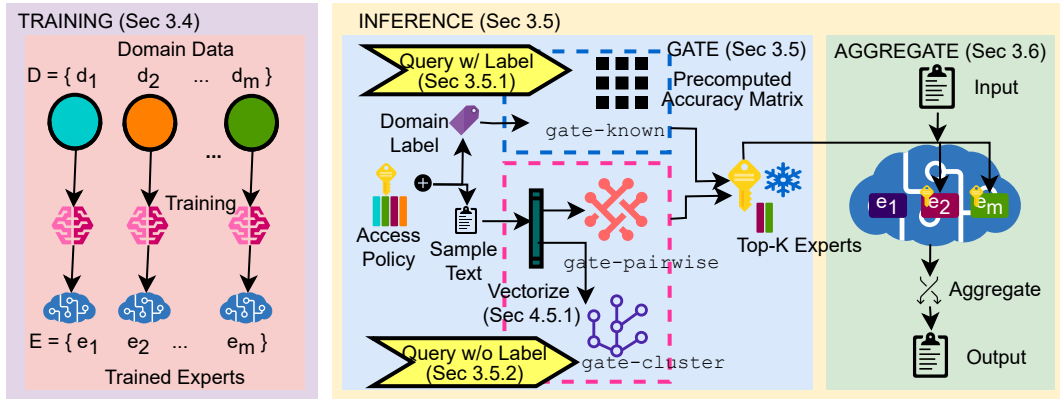 TRAINING (Sec 3.4)
Domain Data
D = { d1 d2 ... dm }
...
Training
E = { e1 e2 ... em }
Trained Experts
INFERENCE (Sec 3.5)
Query w/ Label
(Sec 3.5.1)
GATE (Sec 3.5)
Precomputed
Accuracy Matrix
Domain
Label
gate-known
Access
Policy
Sample
Text
gate-pairwise
Vectorize
(Sec 4.5.1)
Query w/o Label
(Sec 3.5.2)
gate-cluster
Top-K Experts
AGGREGATE (Sec 3.6)
Input
e1 e2 em
Aggregate
Output